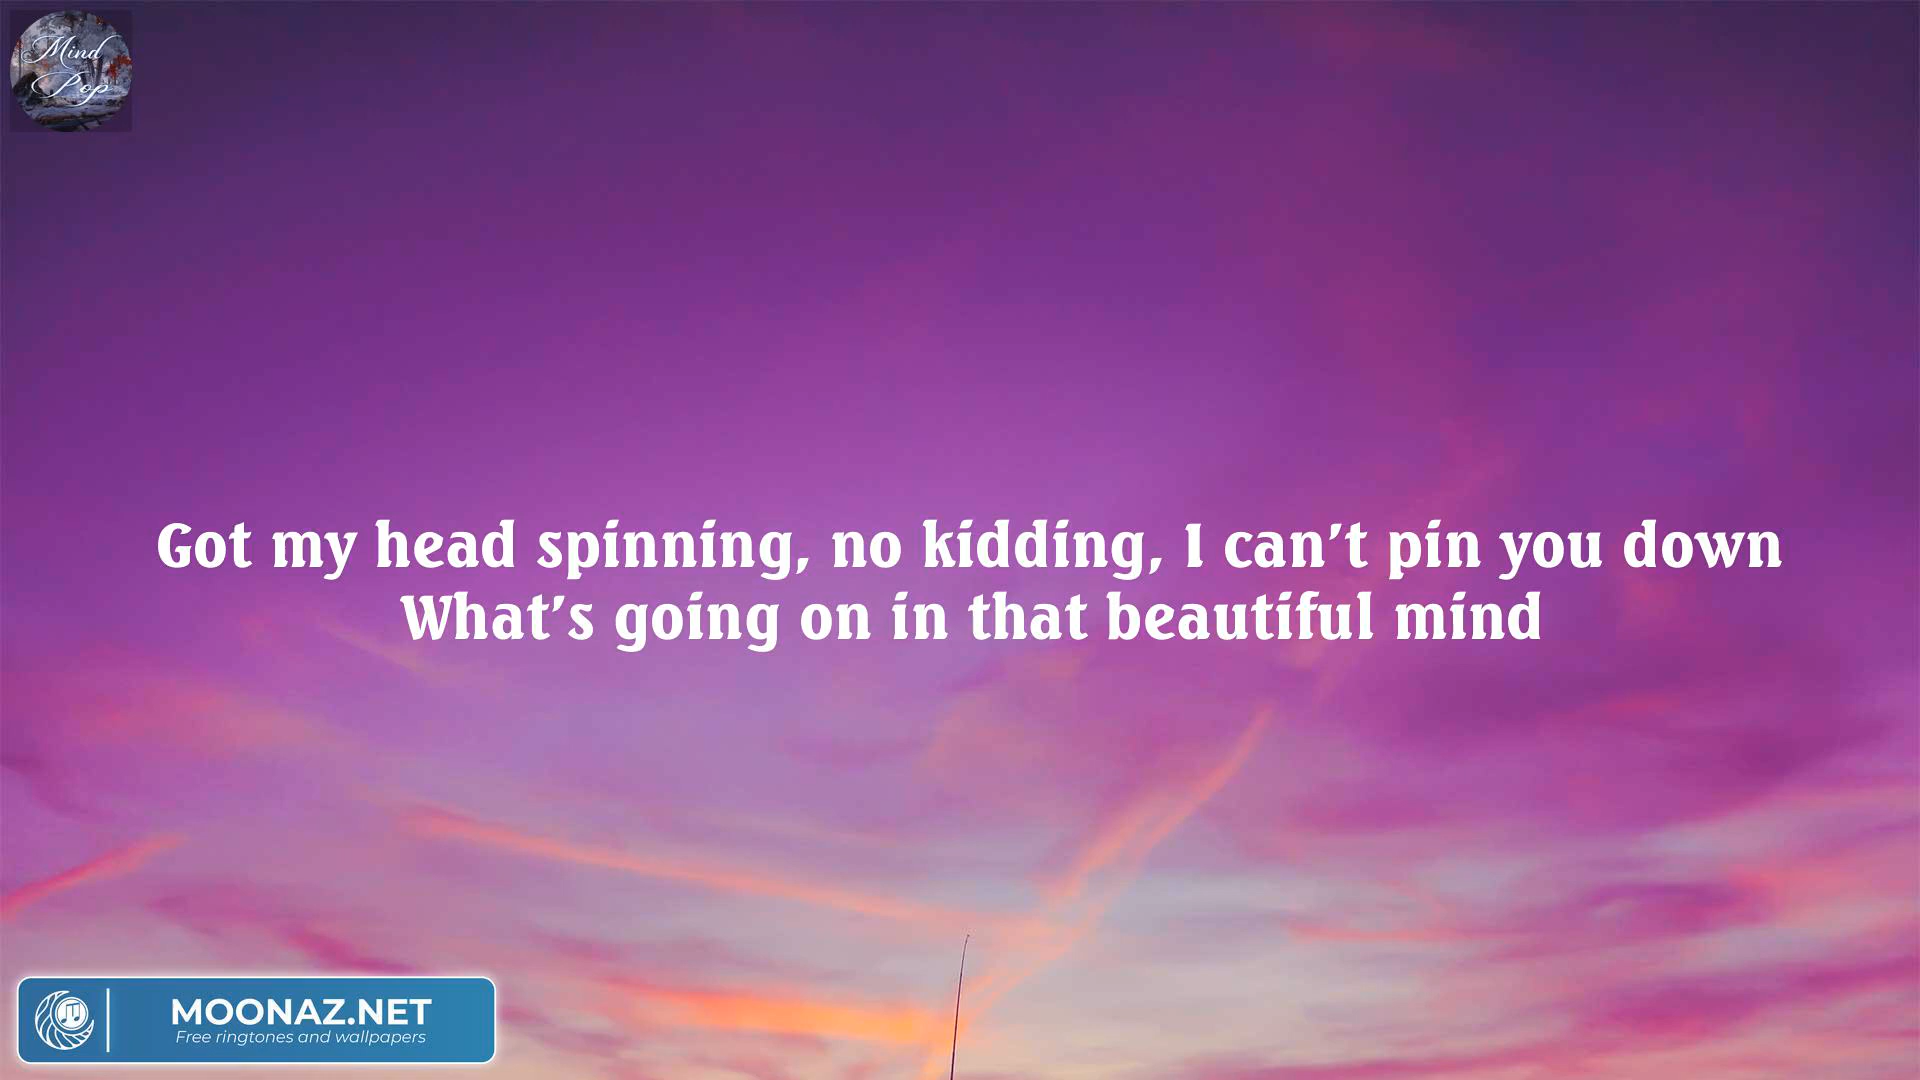 Mind
Pop
Got my head spinning, no kidding, I can't pin you down
What's going on in that beautiful mind
MOONAZ.NET
Free ringtones and wallpapers